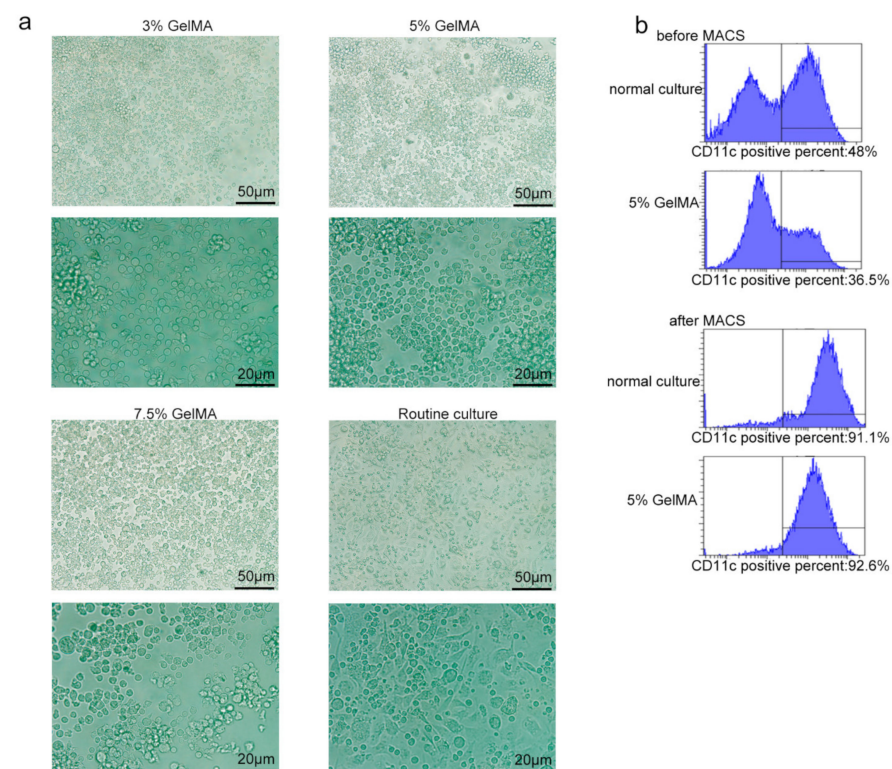 a
3% GelMA
5% GelMA
50μm
50μm
20μm
20μm
7.5% GelMA
Routine culture
50μm
50μm
20μm
20μm
b
before MACS
normal culture
CD11c positive percent:48%
5% GelMA
CD11c positive percent:36.5%
after MACS
normal culture
CD11c positive percent:91.1%
5% GelMA
CD11c positive percent:92.6%